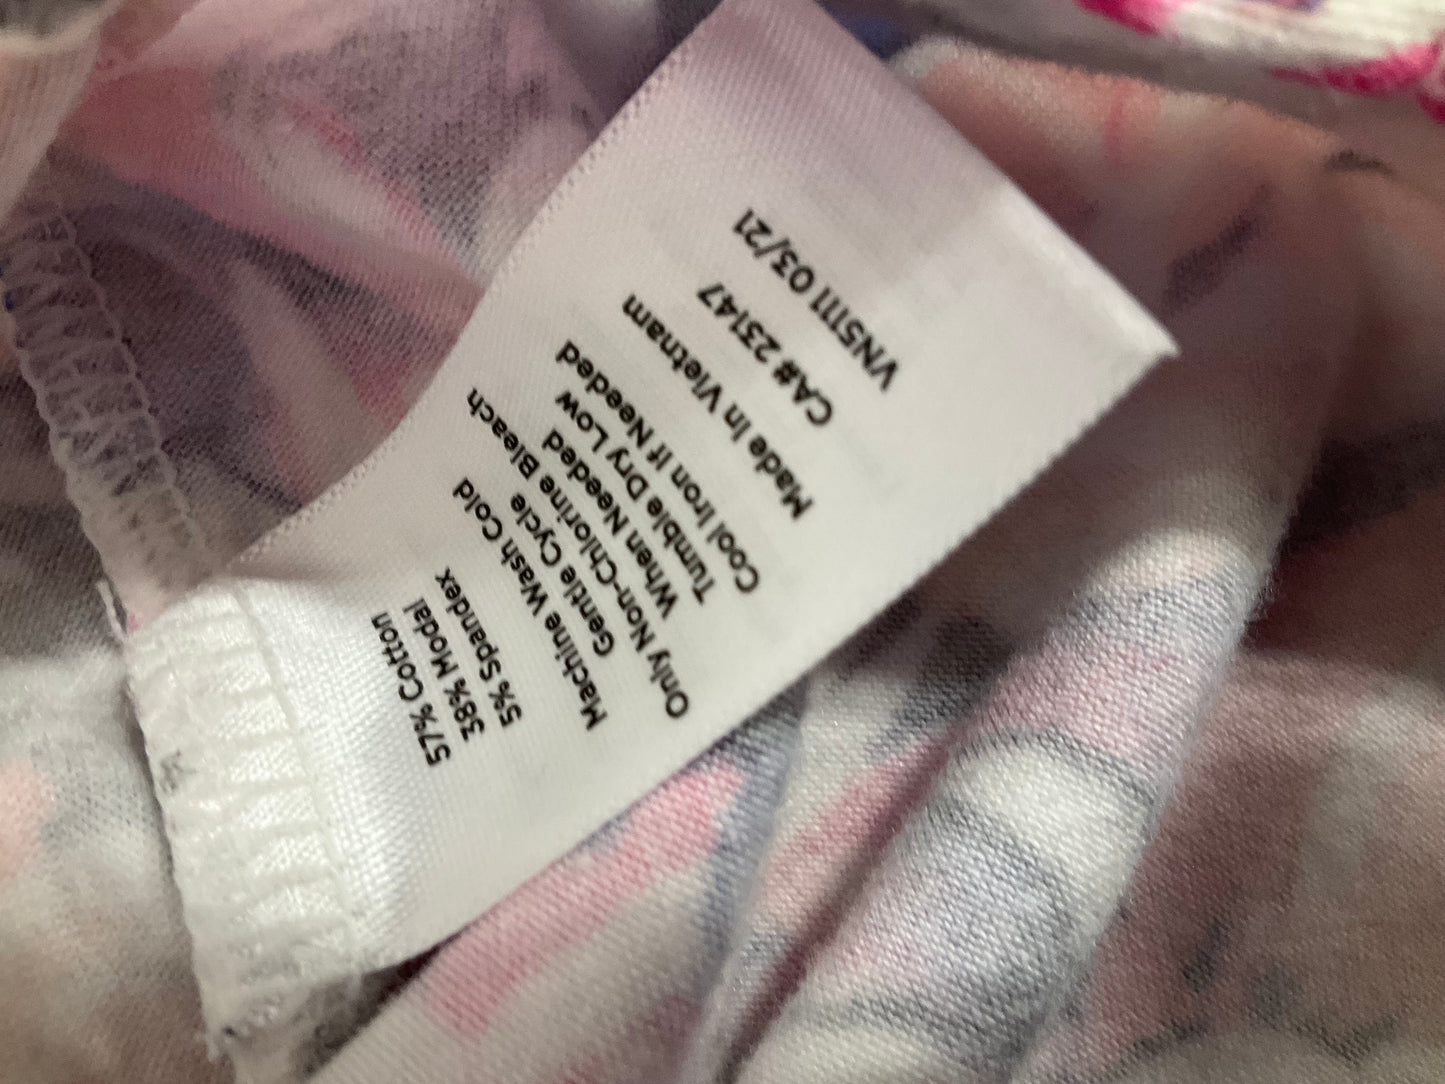 57% Cotton
38% Modal
5% Spandex
Machine Wash Cold
Gentle Cycle
Only Non-Chlorine Bleach
When Needed
Tumble Dry Low
Cool Iron If Needed
Made In Vietnam
CA# 23147
VN5111 03/21